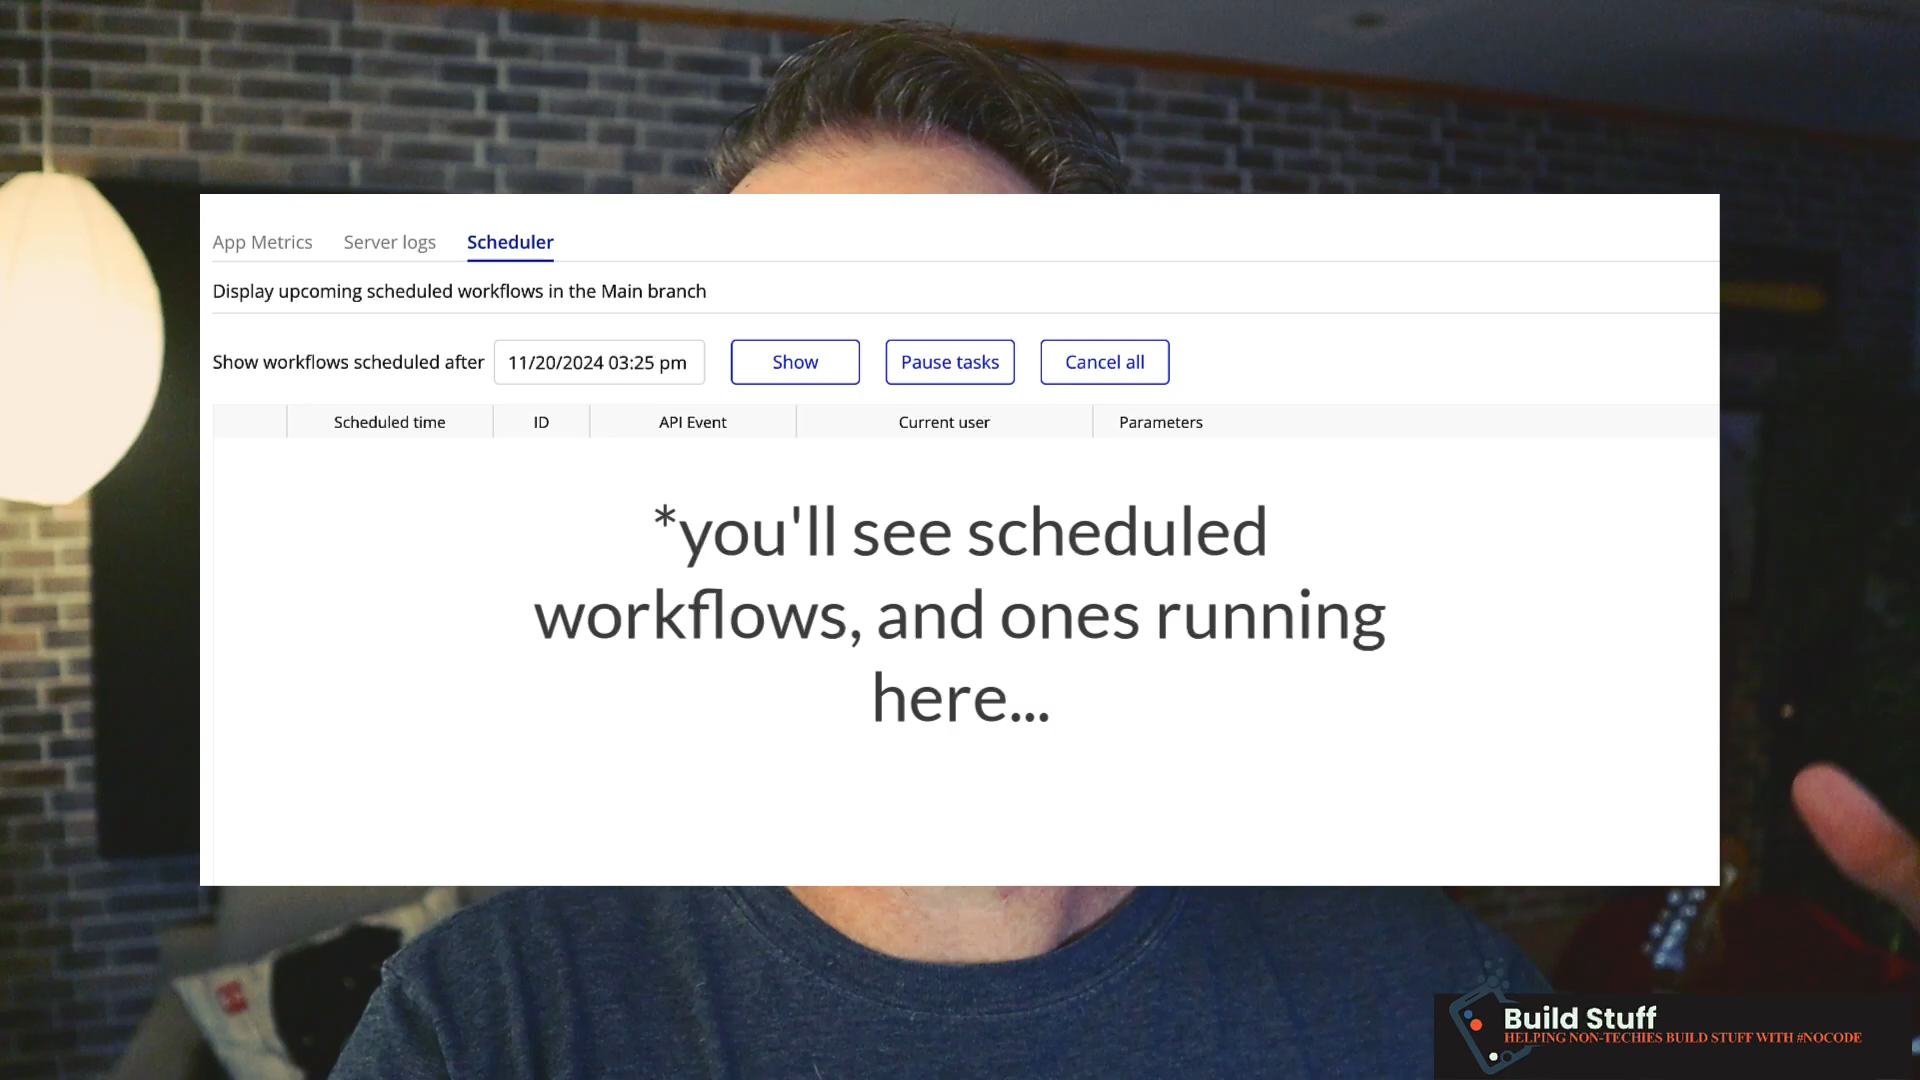 App Metrics Server logs Scheduler
Display upcoming scheduled workflows in the Main branch
Show workflows scheduled after 11/20/2024 03:25 pm Show Pause tasks Cancel all
Scheduled time ID API Event Current user Parameters
*you'll see scheduled
workflows, and ones running
here...
Build Stuff
HELPING NON-TECHIES BUILD STUFF WITH #NOCODE